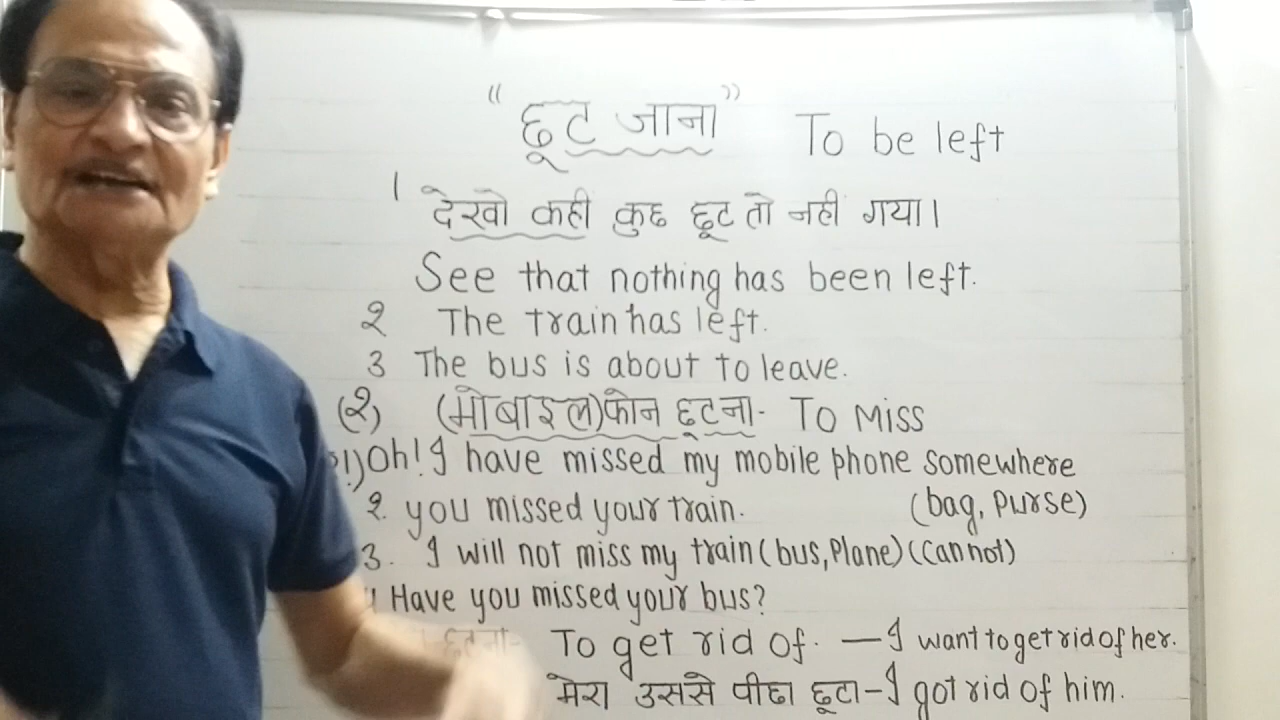 "छूट जाना" To be left
1 देखो कही कुछ छूट तो नही गया।
See that nothing has been left.
2 The train has left.
3 The bus is about to leave.
(2) (मोबाइल)फोन छूटना- To Miss
1) Oh! I have missed my mobile phone somewhere
2. you missed your train. (bag, purse)
3. I will not miss my train (bus, Plane) (Cannot)
Have you missed your bus?
छूटना- To get rid of. — I want to get rid of her.
मेरा उससे पीछा छूटा - I got rid of him.